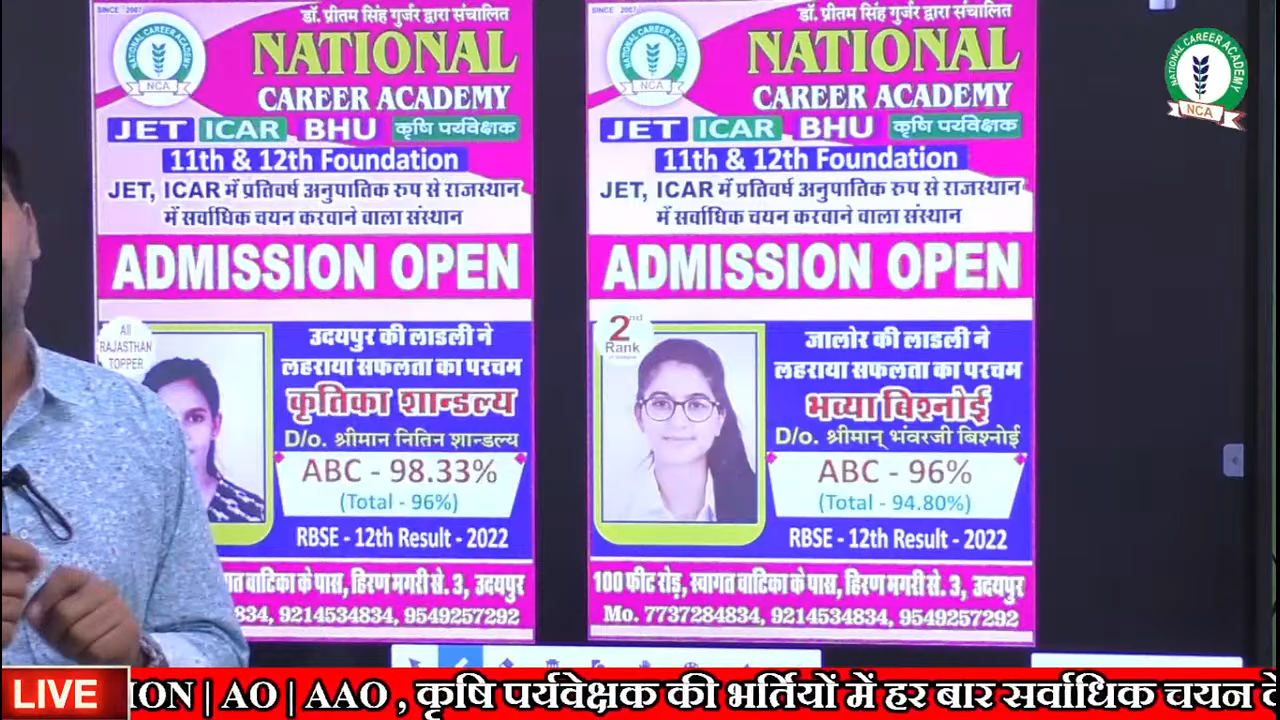 SINCE 2007
डॉ. प्रीतम सिंह गुर्जर द्वारा संचालित
NATIONAL
CAREER ACADEMY
NCA
JET ICAR BHU कृषि पर्यवेक्षक
11th & 12th Foundation
JET, ICAR में प्रतिवर्ष अनुपातिक रुप से राजस्थान
में सर्वाधिक चयन करवाने वाला संस्थान
ADMISSION OPEN
All
RAJASTHAN
TOPPER
उदयपुर की लाडली ने
लहराया सफलता का परचम
कृतिका शान्डल्य
D/o. श्रीमान नितिन शान्डल्य
ABC - 98.33%
(Total - 96%)
RBSE - 12th Result - 2022
वाटिका के पास, हिरण मगरी से. 3, उदयपुर
834, 9214534834, 9549257292
SINCE 2007
डॉ. प्रीतम सिंह गुर्जर द्वारा संचालित
NATIONAL
CAREER ACADEMY
NATIONAL CAREER ACADEMY
NCA
JET ICAR BHU कृषि पर्यवेक्षक
11th & 12th Foundation
JET, ICAR में प्रतिवर्ष अनुपातिक रुप से राजस्थान
में सर्वाधिक चयन करवाने वाला संस्थान
ADMISSION OPEN
2nd
Rank
जालोर की लाडली ने
लहराया सफलता का परचम
भव्या बिश्नोई
D/o. श्रीमान् भंवरजी बिश्नोई
ABC - 96%
(Total - 94.80%)
RBSE - 12th Result - 2022
100 फीट रोड़, स्वागत वाटिका के पास, हिरण मगरी से. 3, उदयपुर
Mo. 7737284834, 9214534834, 9549257292
NATIONAL CAREER ACADEMY
NCA
LIVE
ION | AO | AAO , कृषि पर्यवेक्षक की भर्तियों में हर बार सर्वाधिक चयन दे